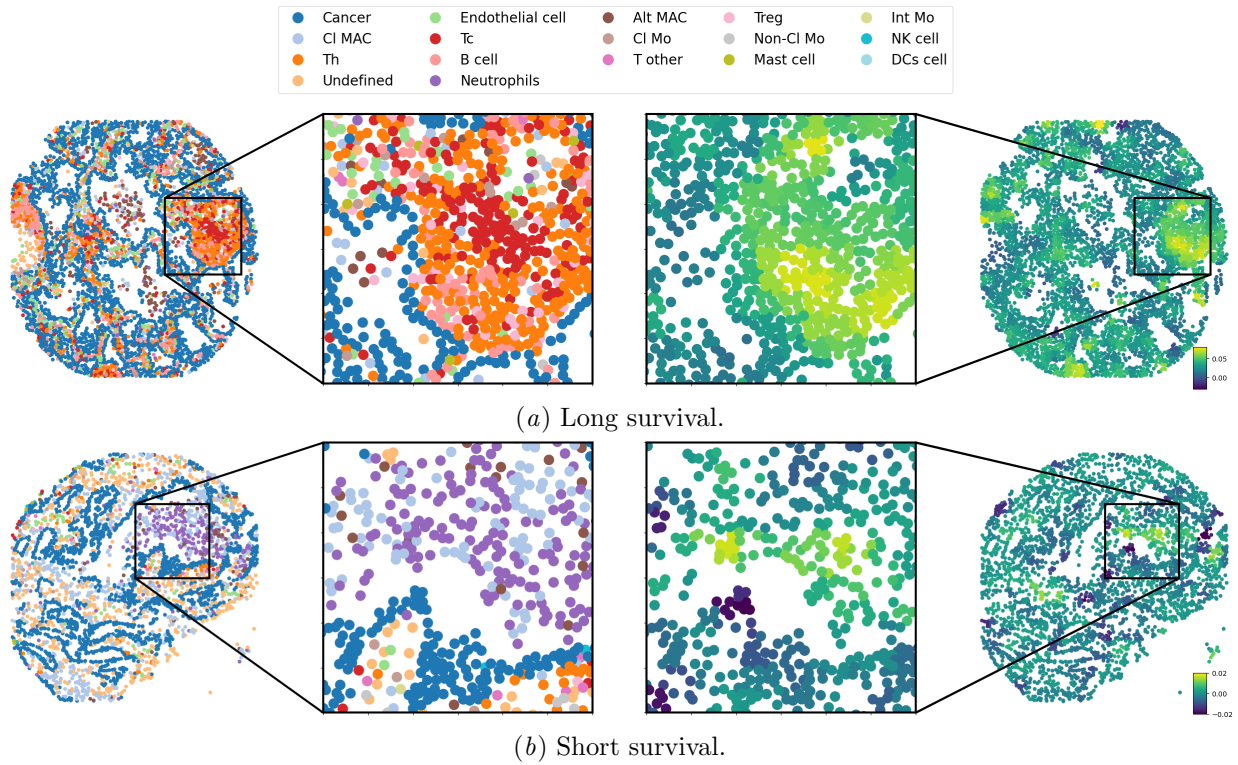 Cancer Endothelial cell Alt MAC Treg Int Mo
Cl MAC Tc Cl Mo Non-Cl Mo NK cell
Th B cell T other Mast cell DCs cell
Undefined Neutrophils
0.05
0.00
(a) Long survival.
0.02
0.00
−0.02
(b) Short survival.